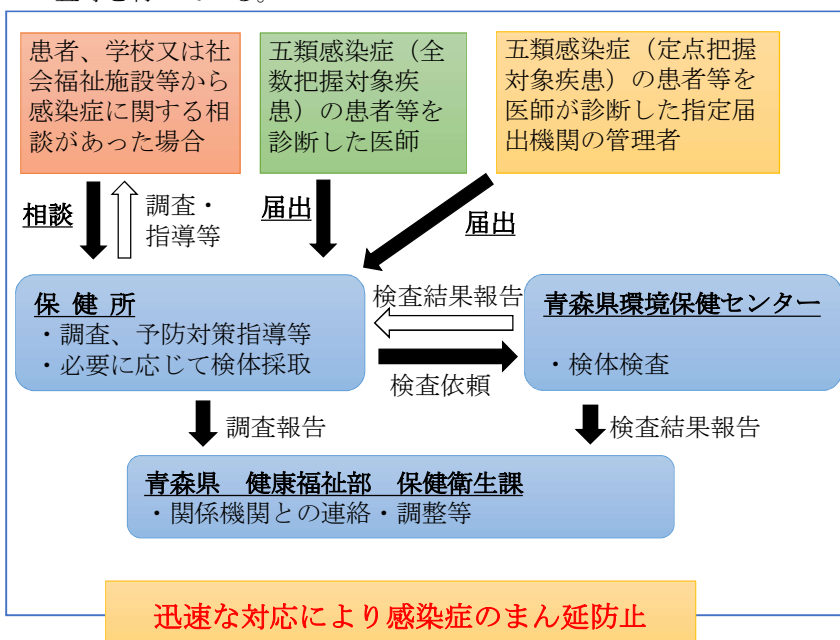 患者、学校又は社
会福祉施設等から
感染症に関する相
談があった場合
五類感染症（全
数把握対象疾
患）の患者等を
診断した医師
五類感染症（定点把握
対象疾患）の患者等を
医師が診断した指定届
出機関の管理者
相談
調査・
指導等
届出
届出
保 健 所
・調査、予防対策指導等
・必要に応じて検体採取
検査結果報告
検査依頼
青森県環境保健センター
・検体検査
調査報告
検査結果報告
青森県　健康福祉部　保健衛生課
・関係機関との連絡・調整等
迅速な対応により感染症のまん延防止